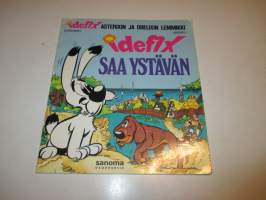 idefix ASTERIXIN JA OBELIXIN LEMMIKKI
idefix
SAA YSTÄVÄN
sanoma